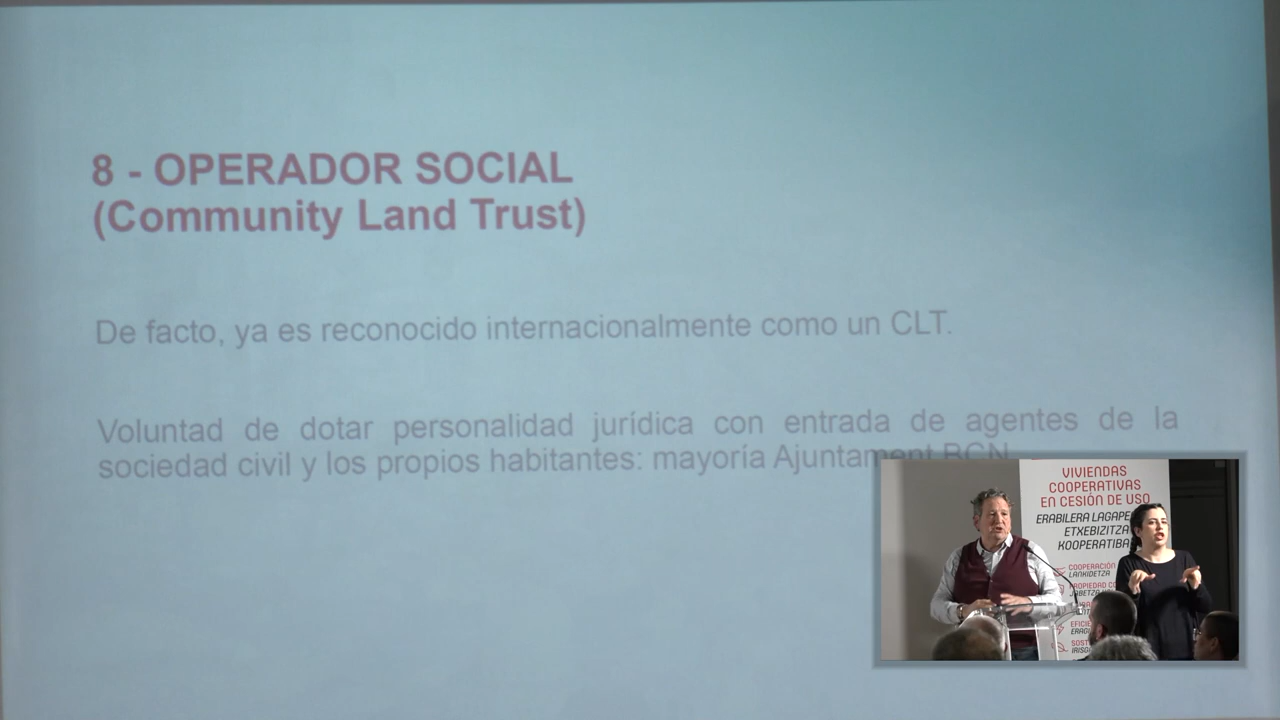 8 - OPERADOR SOCIAL
(Community Land Trust)
De facto, ya es reconocido internacionalmente como un CLT.
Voluntad de dotar personalidad jurídica con entrada de agentes de la
sociedad civil y los propios habitantes: mayoría Ajuntament BCN
VIVIENDAS
COOPERATIVAS
EN CESIÓN DE USO
ERABILERA
ETXEBIZITZA
KOOPERATIBA
COOPERACIÓN
LANKIDETZA